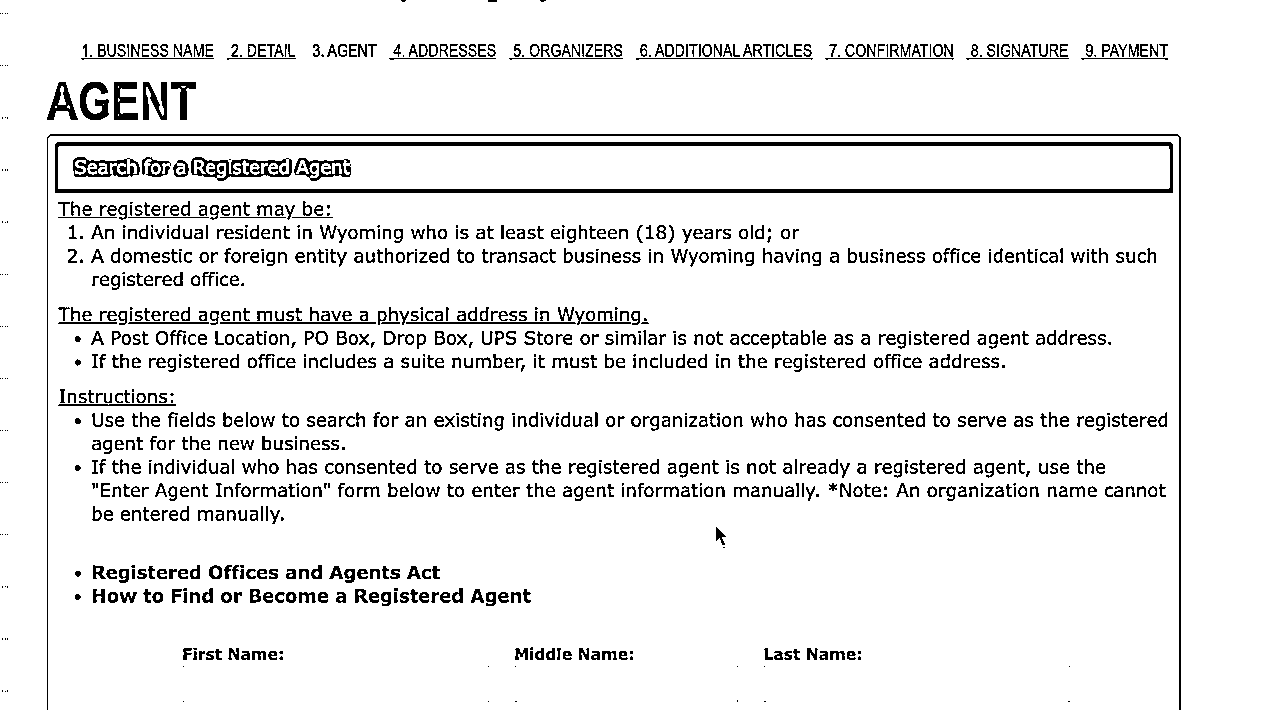 1. BUSINESS NAME 2. DETAIL 3. AGENT 4. ADDRESSES 5. ORGANIZERS 6. ADDITIONAL ARTICLES 7. CONFIRMATION 8. SIGNATURE 9. PAYMENT
AGENT
Search for a Registered Agent
The registered agent may be:
1. An individual resident in Wyoming who is at least eighteen (18) years old; or
2. A domestic or foreign entity authorized to transact business in Wyoming having a business office identical with such
registered office.
The registered agent must have a physical address in Wyoming.
• A Post Office Location, PO Box, Drop Box, UPS Store or similar is not acceptable as a registered agent address.
• If the registered office includes a suite number, it must be included in the registered office address.
Instructions:
• Use the fields below to search for an existing individual or organization who has consented to serve as the registered
agent for the new business.
• If the individual who has consented to serve as the registered agent is not already a registered agent, use the
"Enter Agent Information" form below to enter the agent information manually. *Note: An organization name cannot
be entered manually.
• Registered Offices and Agents Act
• How to Find or Become a Registered Agent
First Name: Middle Name: Last Name: